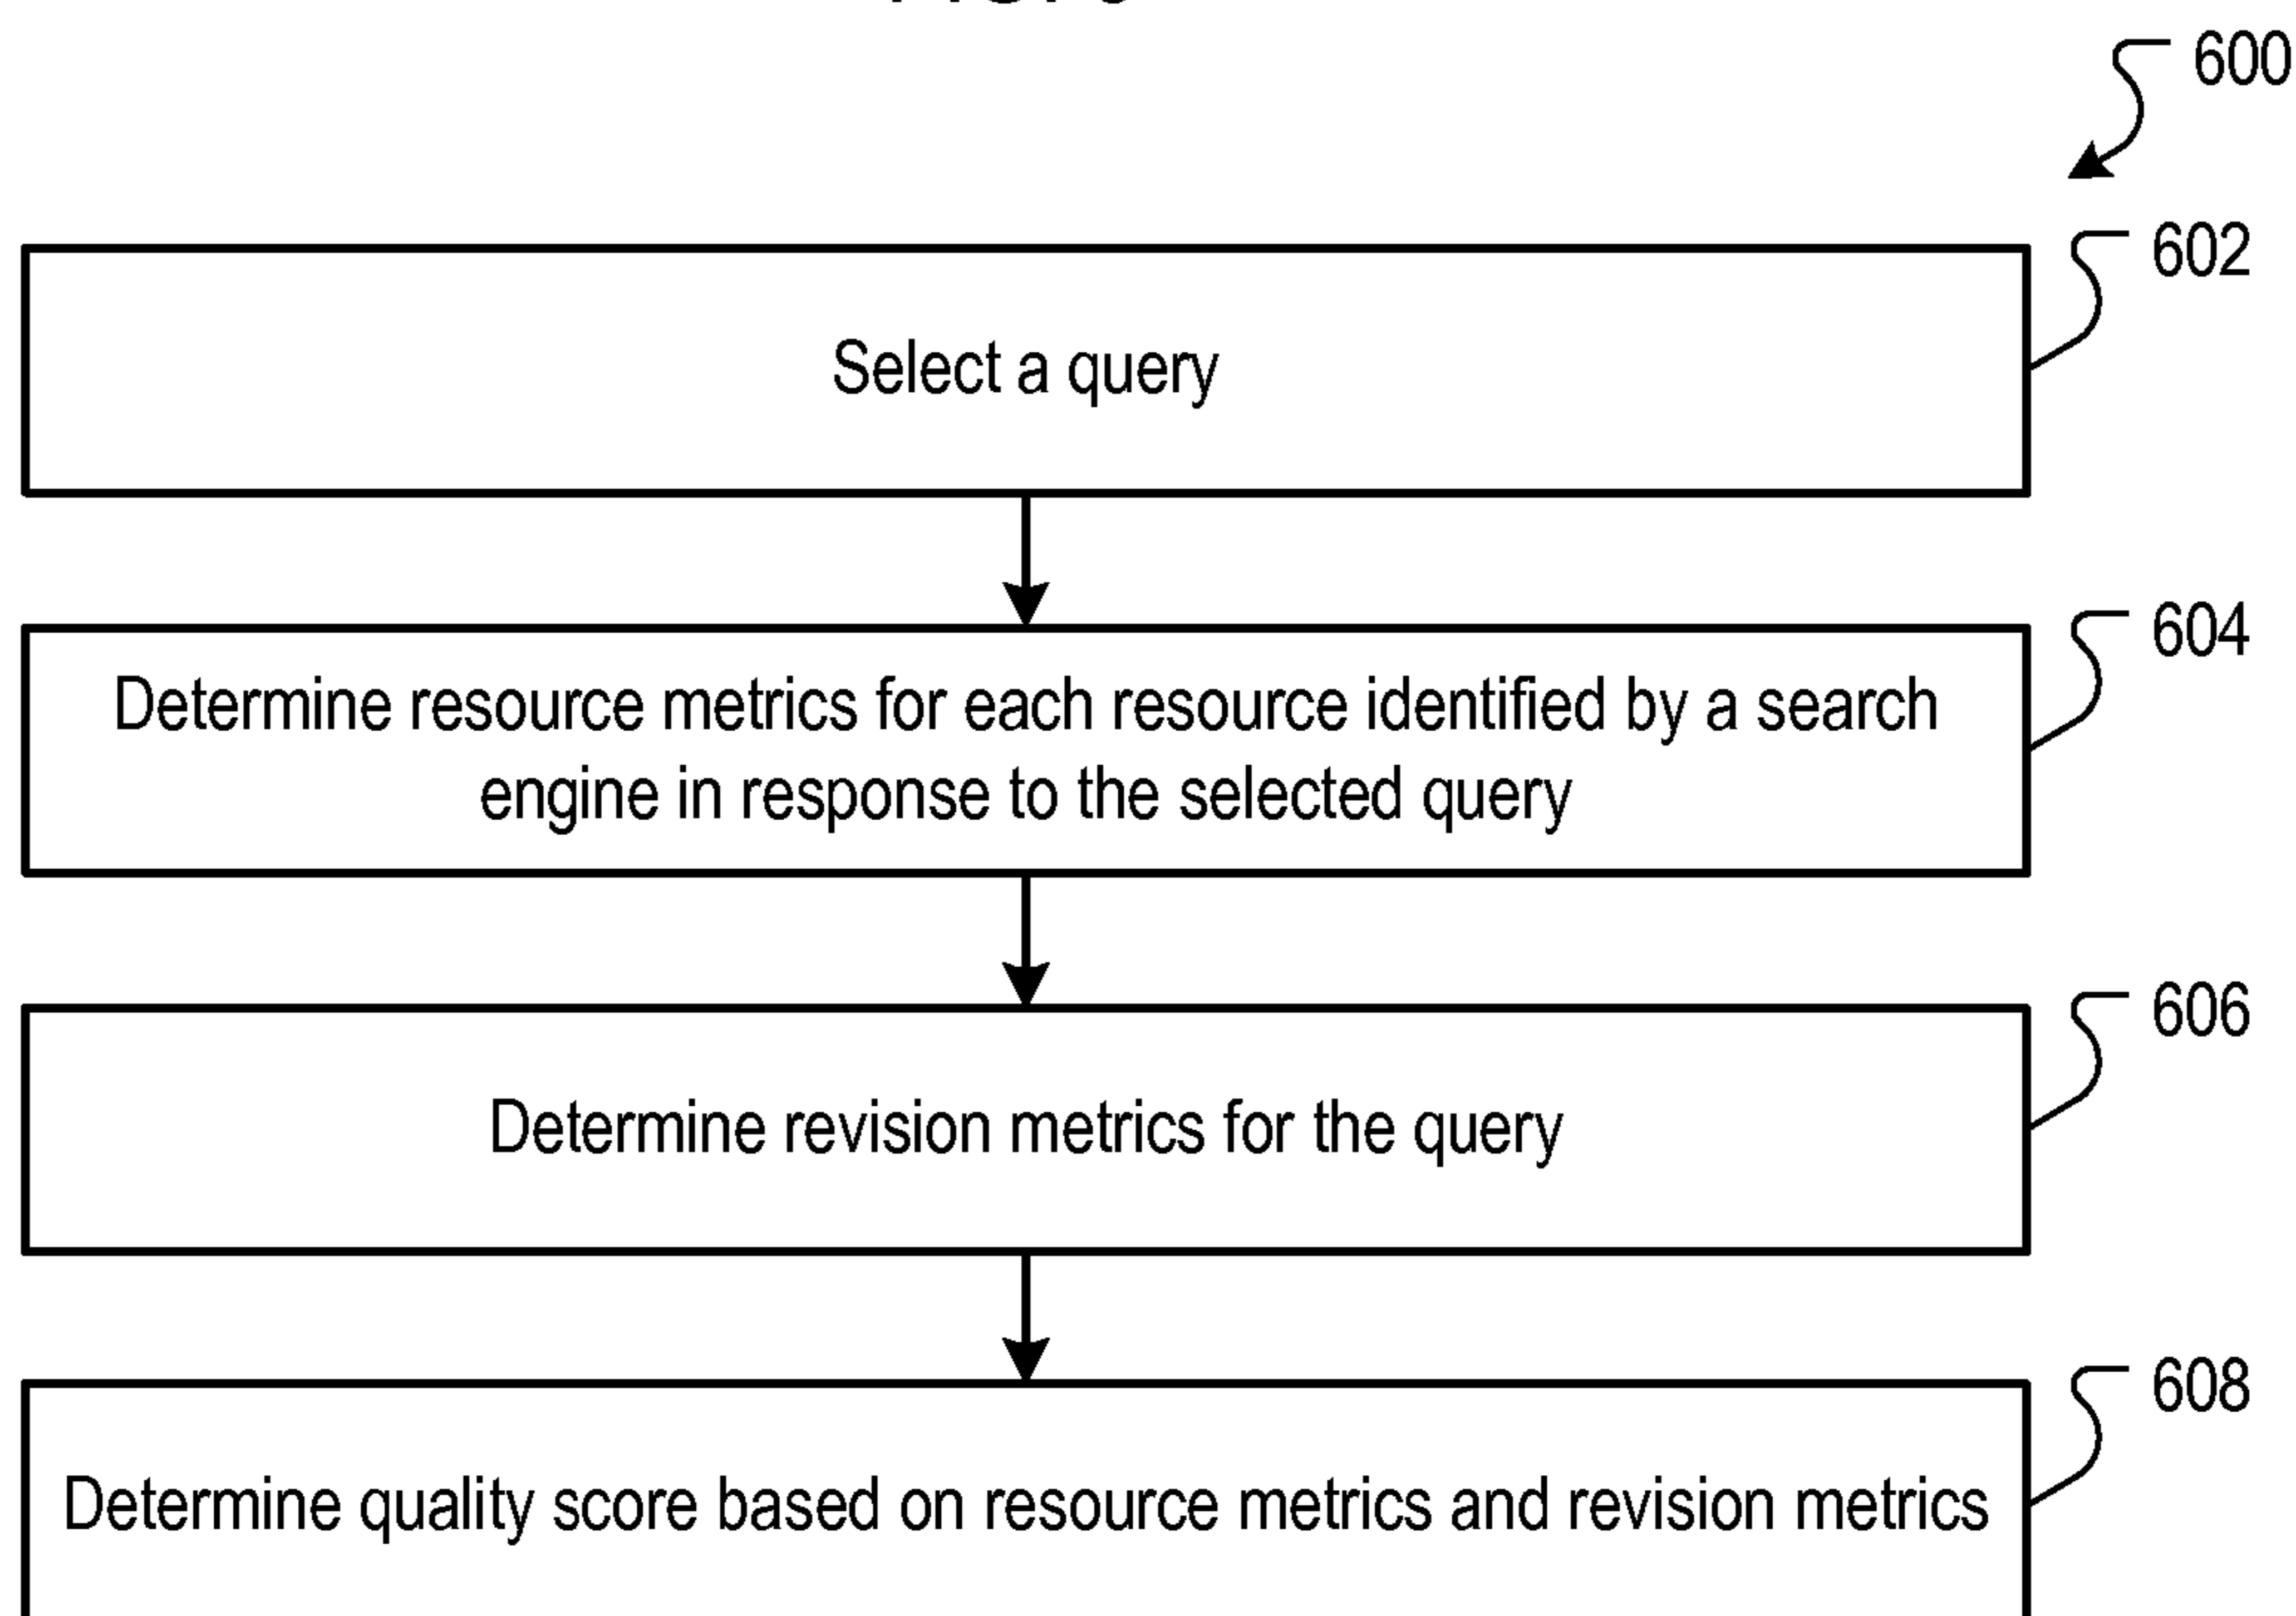 600
602
Select a query
604
Determine resource metrics for each resource identified by a search
engine in response to the selected query
606
Determine revision metrics for the query
608
Determine quality score based on resource metrics and revision metrics